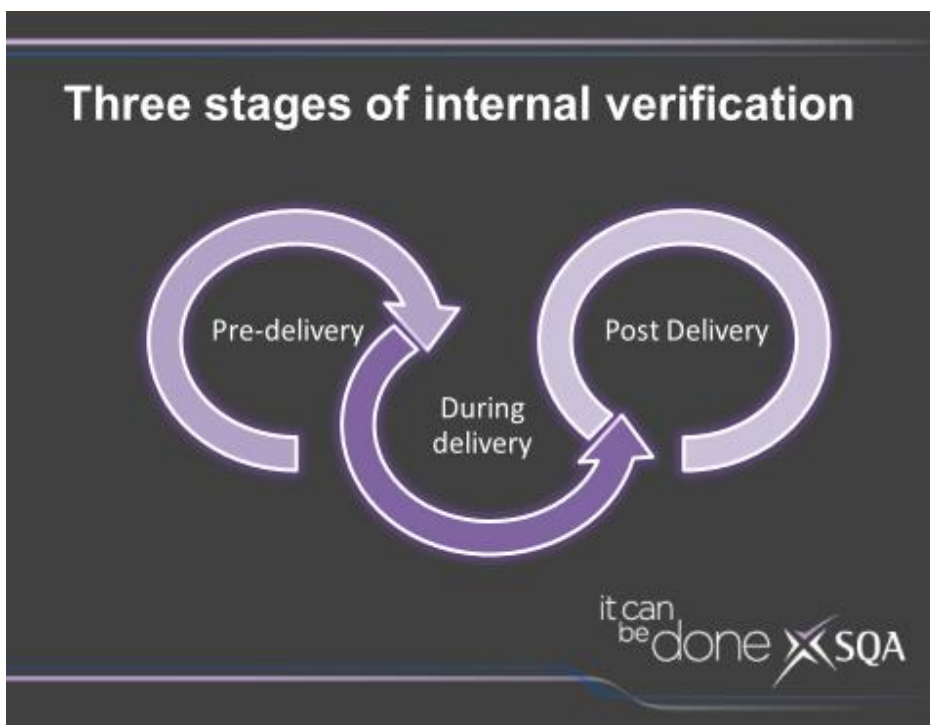 Three stages of internal verification
Pre-delivery
Post Delivery
During
delivery
it can
be done
SQA